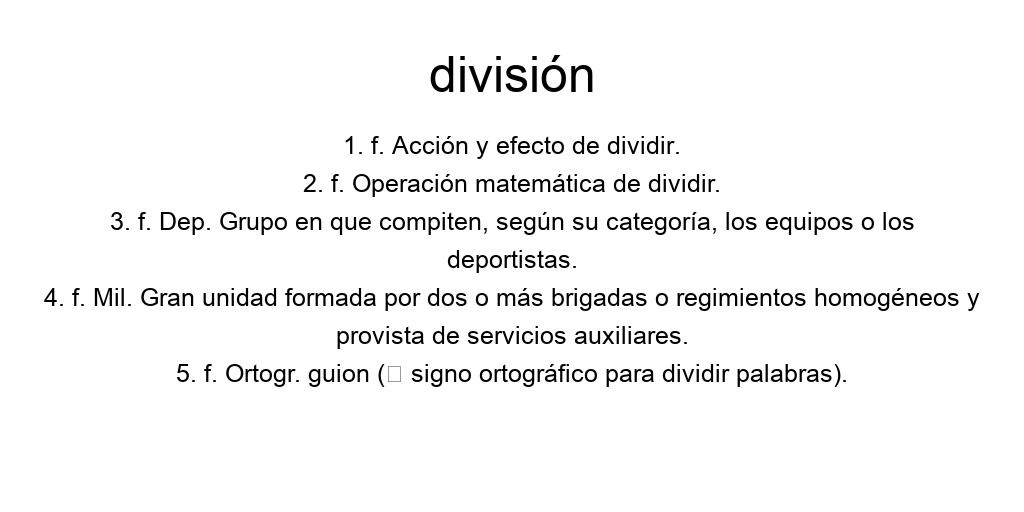 división
1. f. Acción y efecto de dividir.
2. f. Operación matemática de dividir.
3. f. Dep. Grupo en que compiten, según su categoría, los equipos o los
deportistas.
4. f. Mil. Gran unidad formada por dos o más brigadas o regimientos homogéneos y
provista de servicios auxiliares.
5. f. Ortogr. guion (□ signo ortográfico para dividir palabras).